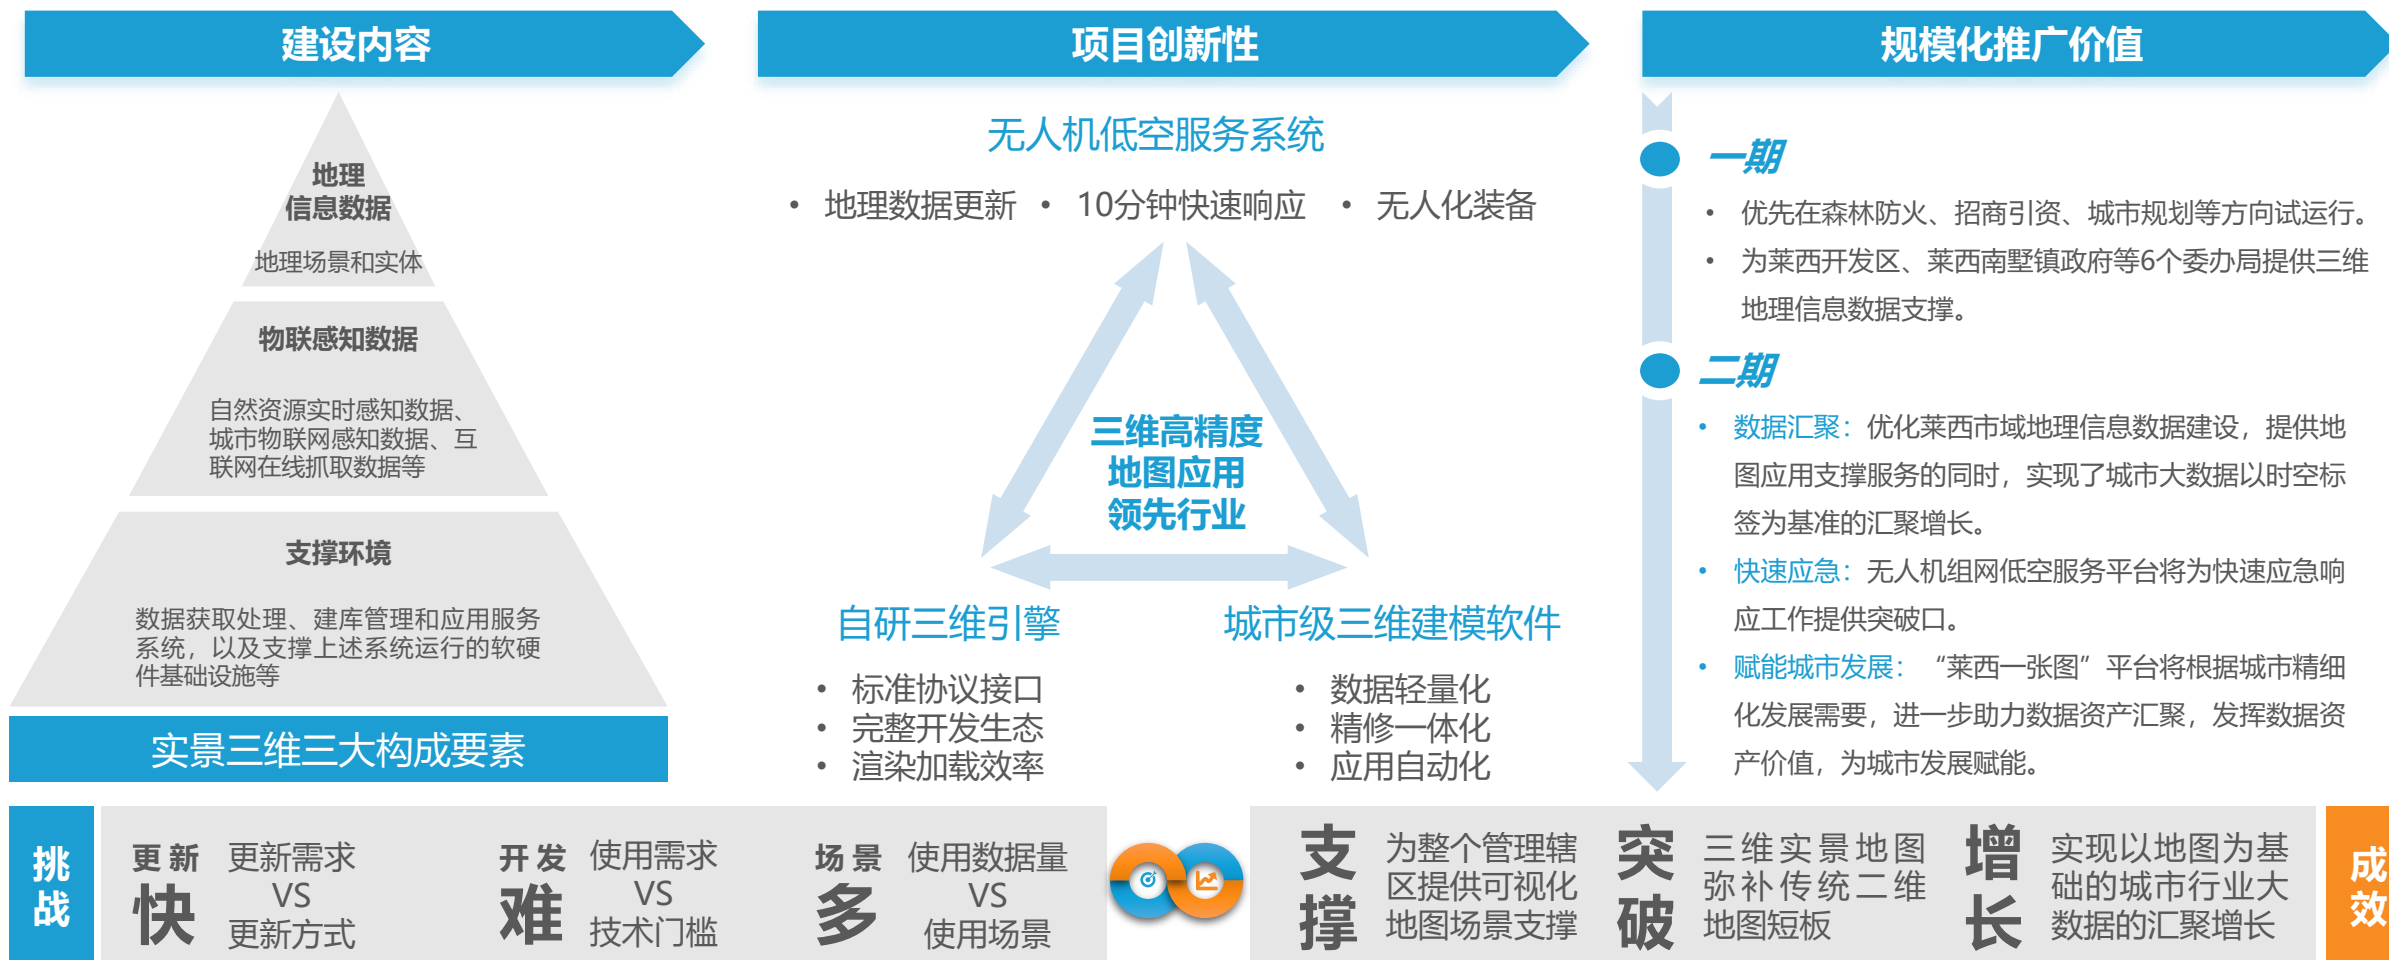 建设内容
地理
信息数据
地理场景和实体
物联感知数据
自然资源实时感知数据、
城市物联网感知数据、互
联网在线抓取数据等
支撑环境
数据获取处理、建库管理和应用服务
系统，以及支撑上述系统运行的软硬
件基础设施等
实景三维三大构成要素
项目创新性
无人机低空服务系统
• 地理数据更新 • 10分钟快速响应 • 无人化装备
三维高精度
地图应用
领先行业
自研三维引擎
• 标准协议接口
• 完整开发生态
• 渲染加载效率
城市级三维建模软件
• 数据轻量化
• 精修一体化
• 应用自动化
规模化推广价值
一期
• 优先在森林防火、招商引资、城市规划等方向试运行。
• 为莱西开发区、莱西南墅镇政府等6个委办局提供三维
地理信息数据支撑。
二期
• 数据汇聚：优化莱西市域地理信息数据建设，提供地
图应用支撑服务的同时，实现了城市大数据以时空标
签为基准的汇聚增长。
• 快速应急：无人机组网低空服务平台将为快速应急响
应工作提供突破口。
• 赋能城市发展：“莱西一张图”平台将根据城市精细
化发展需要，进一步助力数据资产汇聚，发挥数据资
产价值，为城市发展赋能。
挑
战
更新
快
更新需求
VS
更新方式
开发
难
使用需求
VS
技术门槛
场景
多
使用数据量
VS
使用场景
支
撑
为整个管理辖
区提供可视化
地图场景支撑
突
破
三维实景地图
弥补传统二维
地图短板
增
长
实现以地图为基
础的城市行业大
数据的汇聚增长
成
效